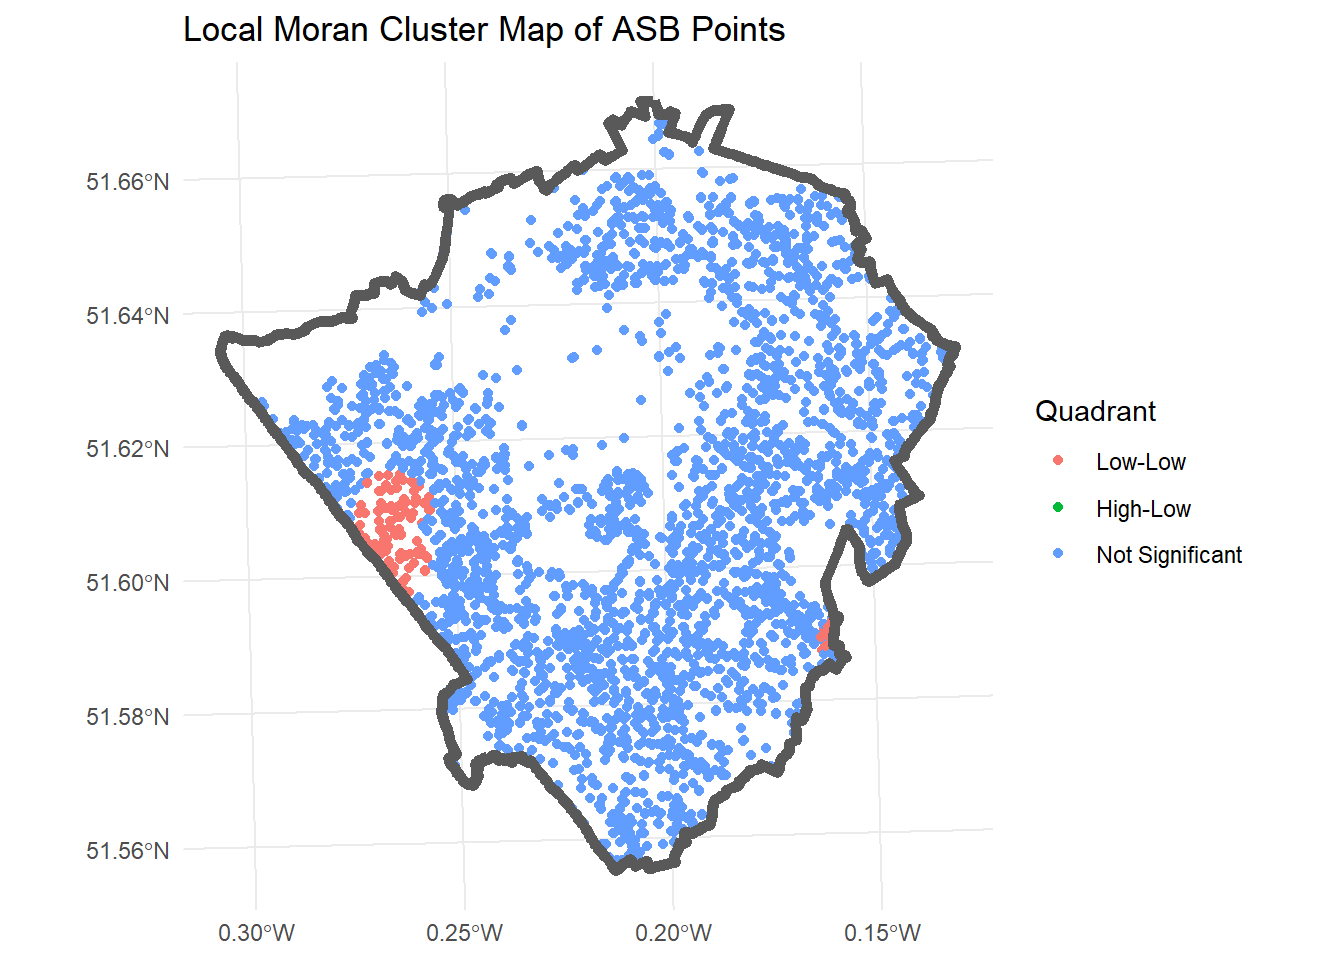 Local Moran Cluster Map of ASB Points
51.66°N
51.64°N
51.62°N
51.60°N
51.58°N
51.56°N
0.30°W
0.25°W
0.20°W
0.15°W
Quadrant
Low-Low
High-Low
Not Significant